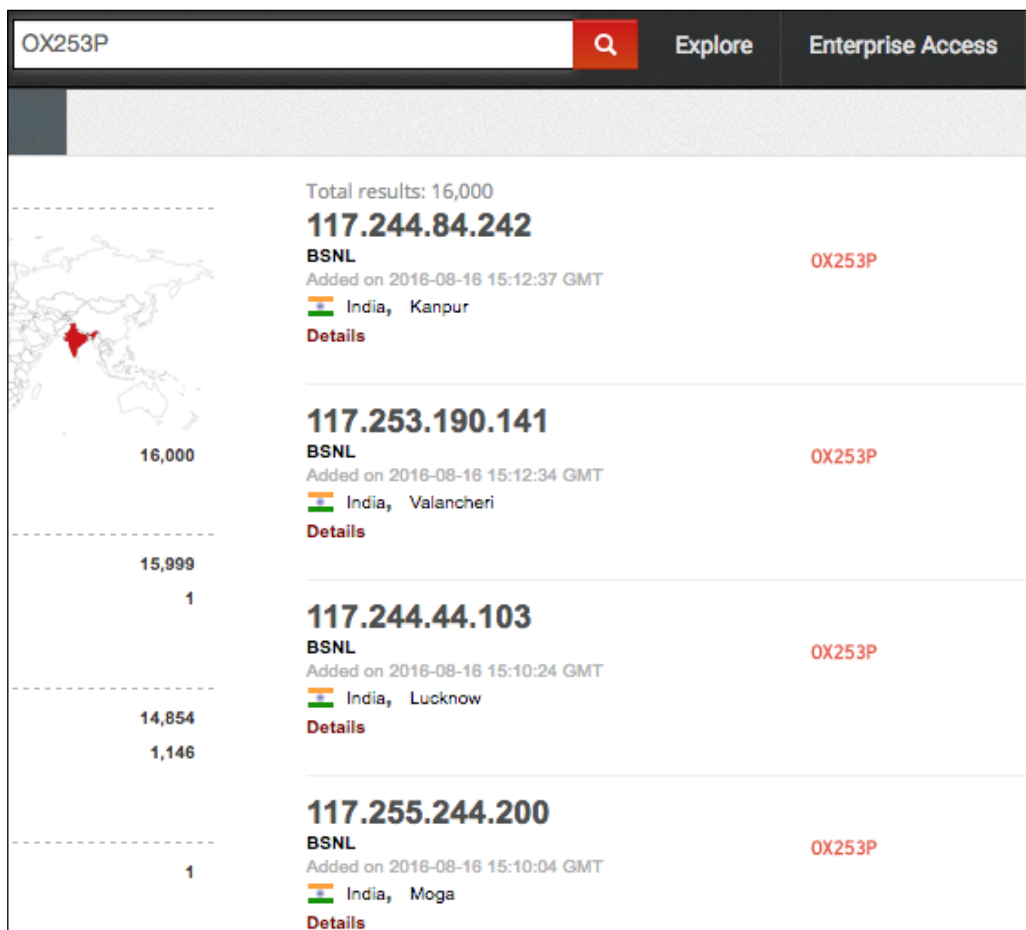 OX253P
Explore
Enterprise Access
Total results: 16,000
117.244.84.242
BSNL
Added on 2016-08-16 15:12:37 GMT
India, Kanpur
Details
OX253P
117.253.190.141
BSNL
Added on 2016-08-16 15:12:34 GMT
India, Valancheri
Details
OX253P
117.244.44.103
BSNL
Added on 2016-08-16 15:10:24 GMT
India, Lucknow
Details
OX253P
117.255.244.200
BSNL
Added on 2016-08-16 15:10:04 GMT
India, Moga
Details
OX253P
16,000
15,999
1
14,854
1,146
1